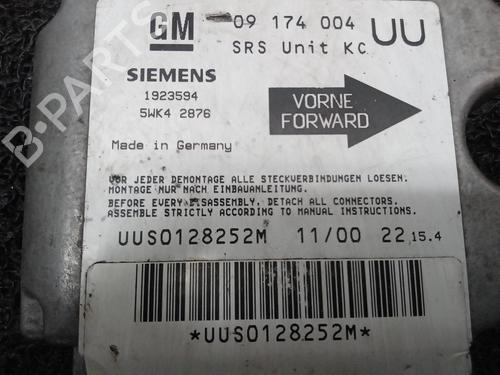 GM 09 174 004 UU
SRS Unit KC
SIEMENS
1923594
5WK4 2876
VORNE
FORWARD
Made in Germany
VOR JEDER DEMONTAGE ALLE STECKVERBINDUNGEN LOESEN.
MONTAGE NUR NACH EINBAUANLEITUNG.
BEFORE EVERY DISASSEMBLY, DETACH ALL CONNECTORS.
ASSEMBLE STRICTLY ACCORDING TO MANUAL INSTRUCTIONS.
UUS0128252M 11/00 22 15.4
*UUS0128252M*